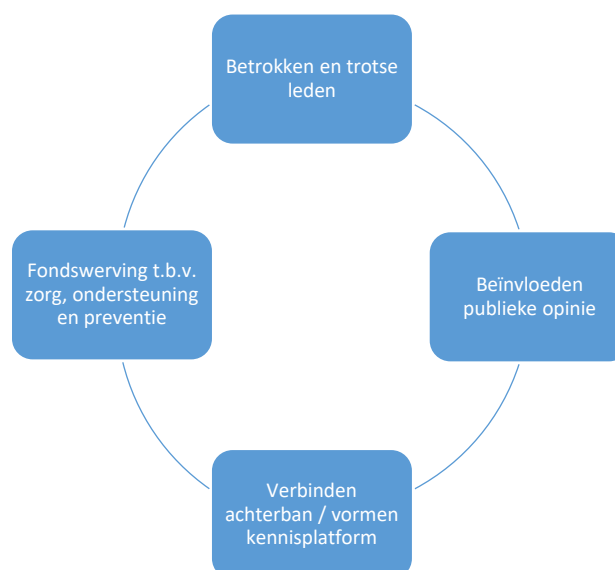 Betrokken en trotse
leden
Fondswerving t.b.v.
zorg, ondersteuning
en preventie
Beïnvloeden
publieke opinie
Verbinden
achterban / vormen
kennisplatform